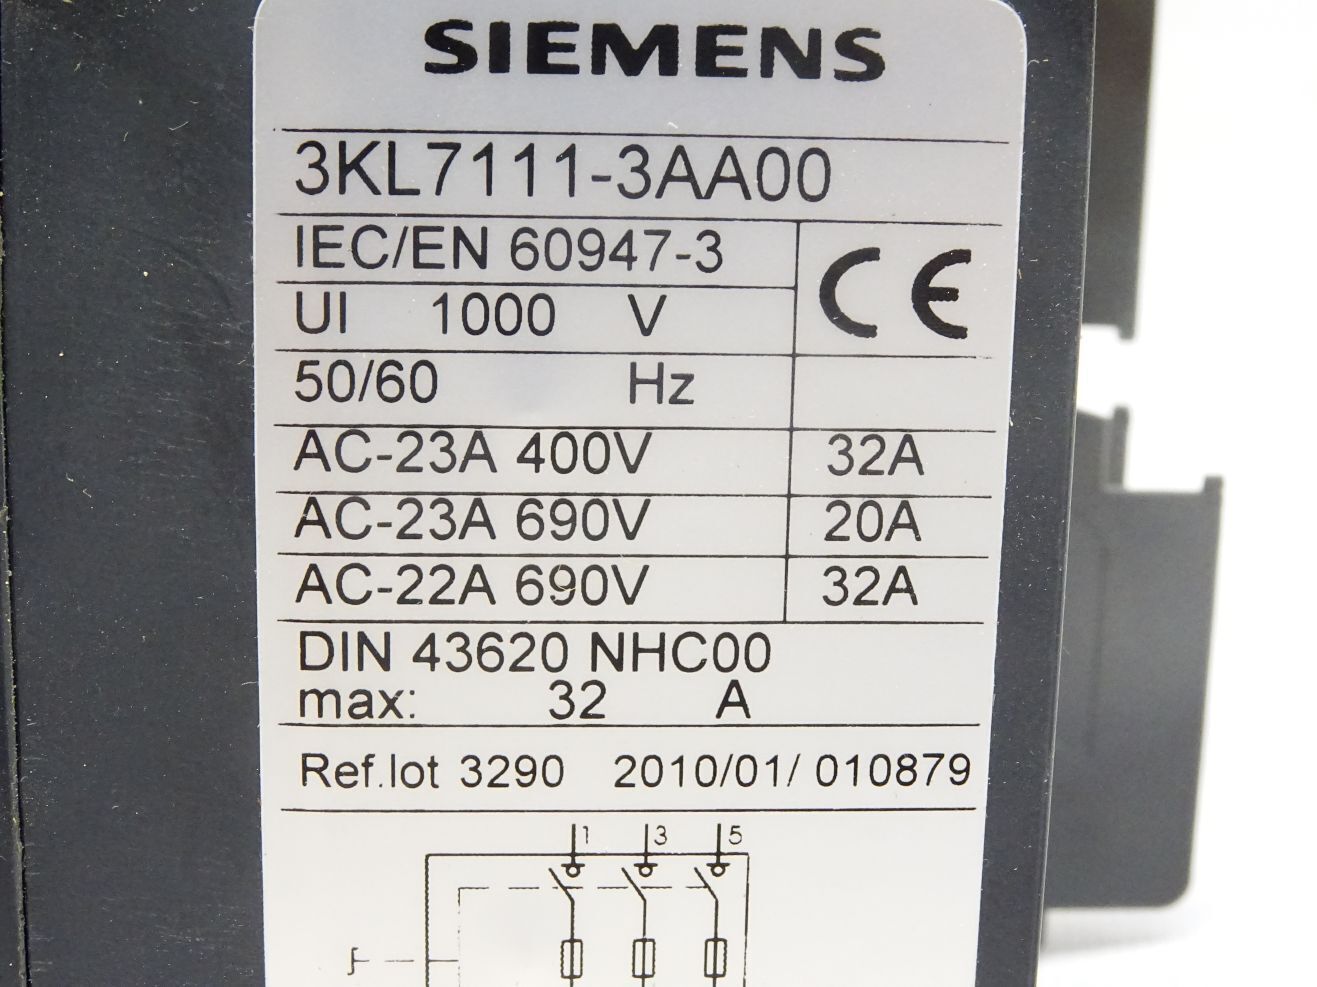 SIEMENS
3KL7111-3AA00
IEC/EN 60947-3
CE
UI 1000 V
50/60 Hz
AC-23A 400V 32A
AC-23A 690V 20A
AC-22A 690V 32A
DIN 43620 NHC00
max: 32 A
Ref.lot 3290 2010/01/ 010879
1 3 5